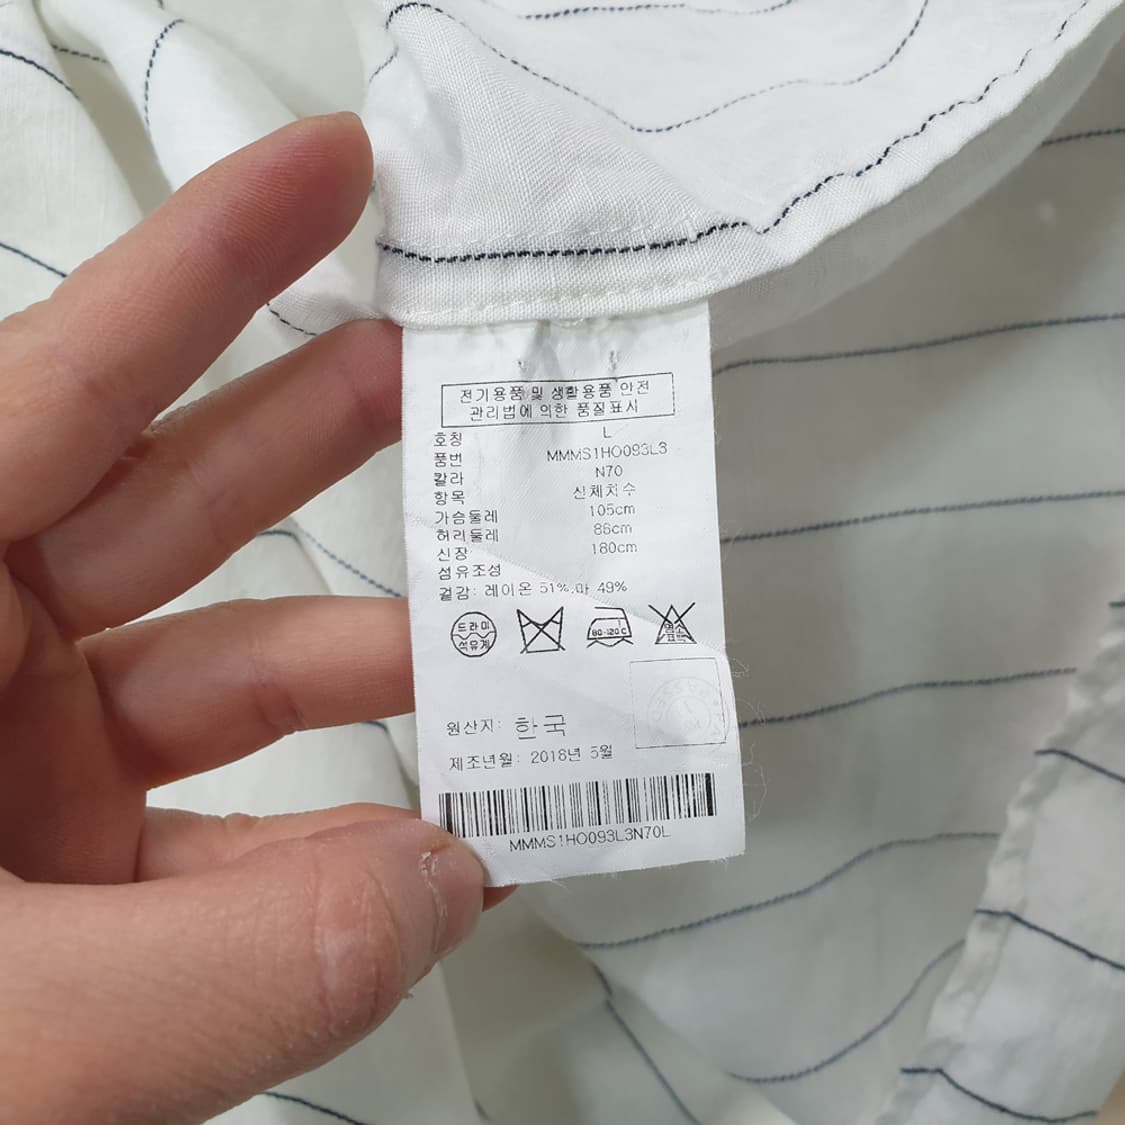 전기용품 및 생활용품 안전
관리법에 의한 품질표시
호칭 L
품번 MMMS1HO093L3
칼라 N70
항목 신체치수
가슴둘레 105cm
허리둘레 86cm
신장 180cm
섬유조성
겉감: 레이온 51%,마 49%
드라이
석유계
80-120℃
염소
표백
원산지: 한국
제조년월: 2018년 5월
MMMS1HO093L3N70L